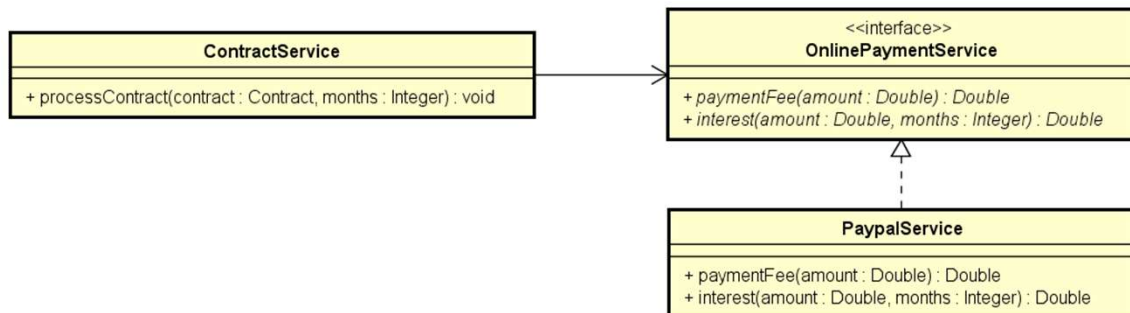 ContractService
+ processContract(contract : Contract, months : Integer) : void
<<interface>>
OnlinePaymentService
+ paymentFee(amount : Double) : Double
+ interest(amount : Double, months : Integer) : Double
PaypalService
+ paymentFee(amount : Double) : Double
+ interest(amount : Double, months : Integer) : Double